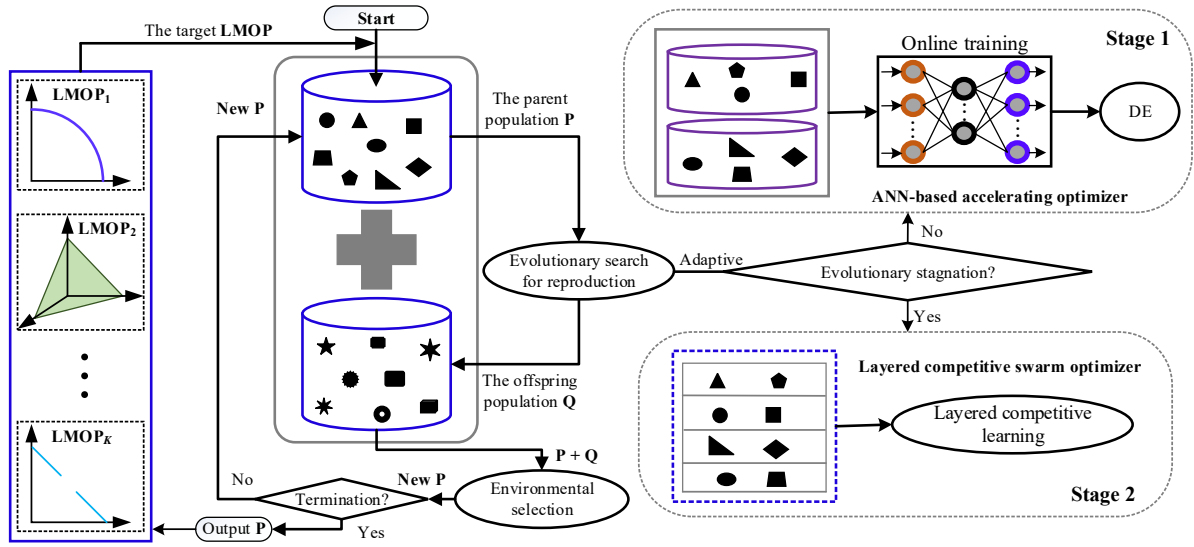 Start
The target LMOP
LMOP1
LMOP2
LMOPK
New P
The parent
population P
Evolutionary search
for reproduction
The offspring
population Q
P + Q
Environmental
selection
New P
Termination?
No
Yes
Output P
Adaptive
Evolutionary stagnation?
No
Yes
Stage 1
Online training
DE
ANN-based accelerating optimizer
Layered competitive swarm optimizer
Layered competitive
learning
Stage 2